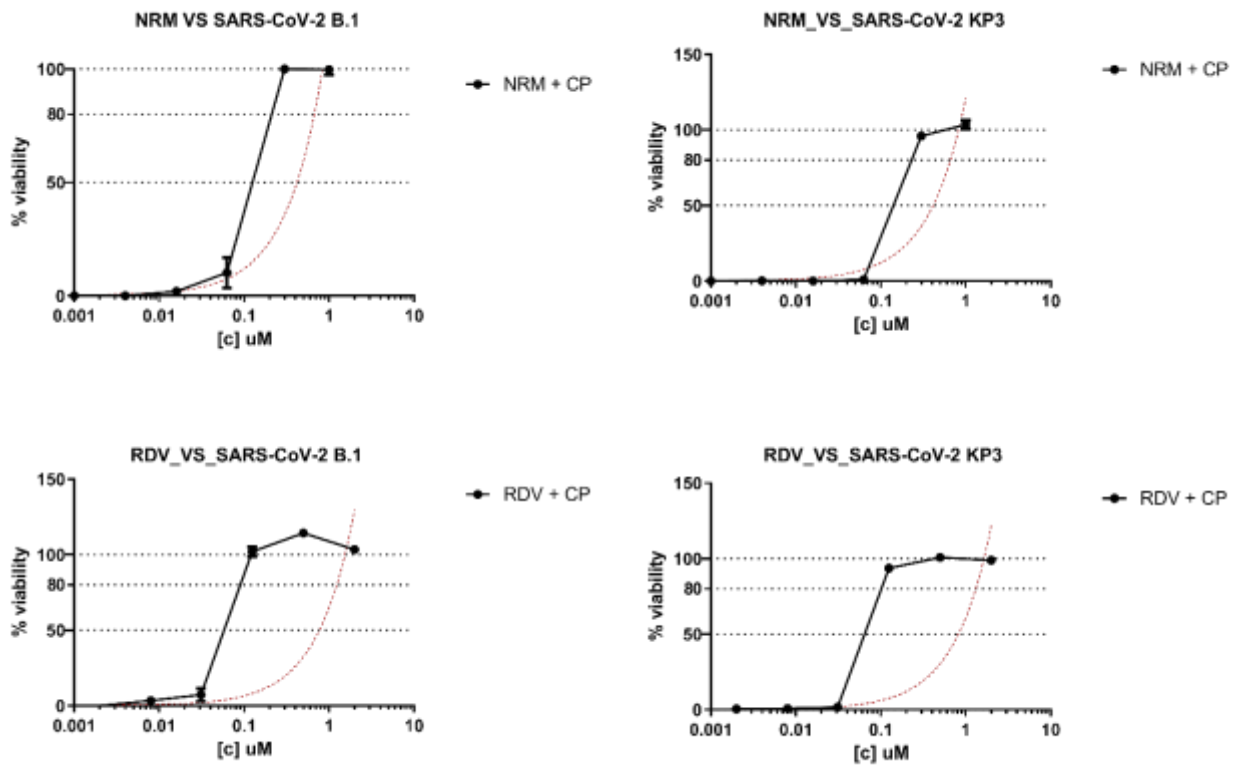 NRM VS SARS-CoV-2 B.1
100
80
50
0
% viability
0.001 0.01 0.1 1 10
[c] uM
NRM + CP
NRM_VS_SARS-CoV-2 KP3
150
100
80
50
0
% viability
0.001 0.01 0.1 1 10
[c] uM
NRM + CP
RDV_VS_SARS-CoV-2 B.1
150
100
80
50
0
% viability
0.001 0.01 0.1 1 10
[c] uM
RDV + CP
RDV_VS_SARS-CoV-2 KP3
150
100
80
50
0
% viability
0.001 0.01 0.1 1 10
[c] uM
RDV + CP